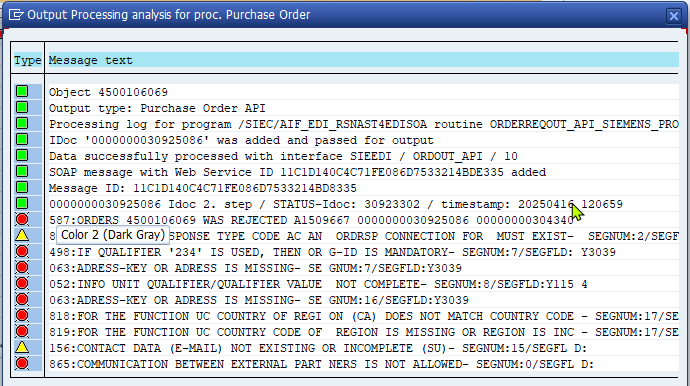 Output Processing analysis for proc. Purchase Order
Type Message text
Object 4500106069
Output type: Purchase Order API
Processing log for program /SIEC/AIF_EDI_RSNAST4EDISOA routine ORDERREQOUT_API_SIEMENS_PRO
IDoc '0000000030925086' was added and passed for output
Data successfully processed with interface SIEEDI / ORDOUT_API / 10
SOAP message with Web Service ID 11C1D140C4C71FE086D7533214BDE335 added
Message ID: 11C1D140C4C71FE086D7533214BD8335
0000000030925086 Idoc 2. step / STATUS-Idoc: 30923302 / timestamp: 20250416 120659
587:ORDERS 4500106069 WAS REJECTED A1509667 0000000030925086 00000000304340
8
Color 2 (Dark Gray)
SPONSE TYPE CODE AC AN ORDRSP CONNECTION FOR MUST EXIST- SEGNUM:2/SEGF
498:IF QUALIFIER '234' IS USED, THEN OR G-ID IS MANDATORY- SEGNUM:7/SEGFLD: Y3039
063:ADRESS-KEY OR ADRESS IS MISSING- SE GNUM:7/SEGFLD:Y3039
052:INFO UNIT QUALIFIER/QUALIFIER VALUE NOT COMPLETE- SEGNUM:8/SEGFLD:Y115 4
063:ADRESS-KEY OR ADRESS IS MISSING- SE GNUM:16/SEGFLD:Y3039
818:FOR THE FUNCTION UC COUNTRY OF REGI ON (CA) DOES NOT MATCH COUNTRY CODE - SEGNUM:17/SE
819:FOR THE FUNCTION UC COUNTRY CODE OF REGION IS MISSING OR REGION IS INC - SEGNUM:17/SE
156:CONTACT DATA (E-MAIL) NOT EXISTING OR INCOMPLETE (SU)- SEGNUM:15/SEGFL D:
865:COMMUNICATION BETWEEN EXTERNAL PART NERS IS NOT ALLOWED- SEGNUM:0/SEGFL D: